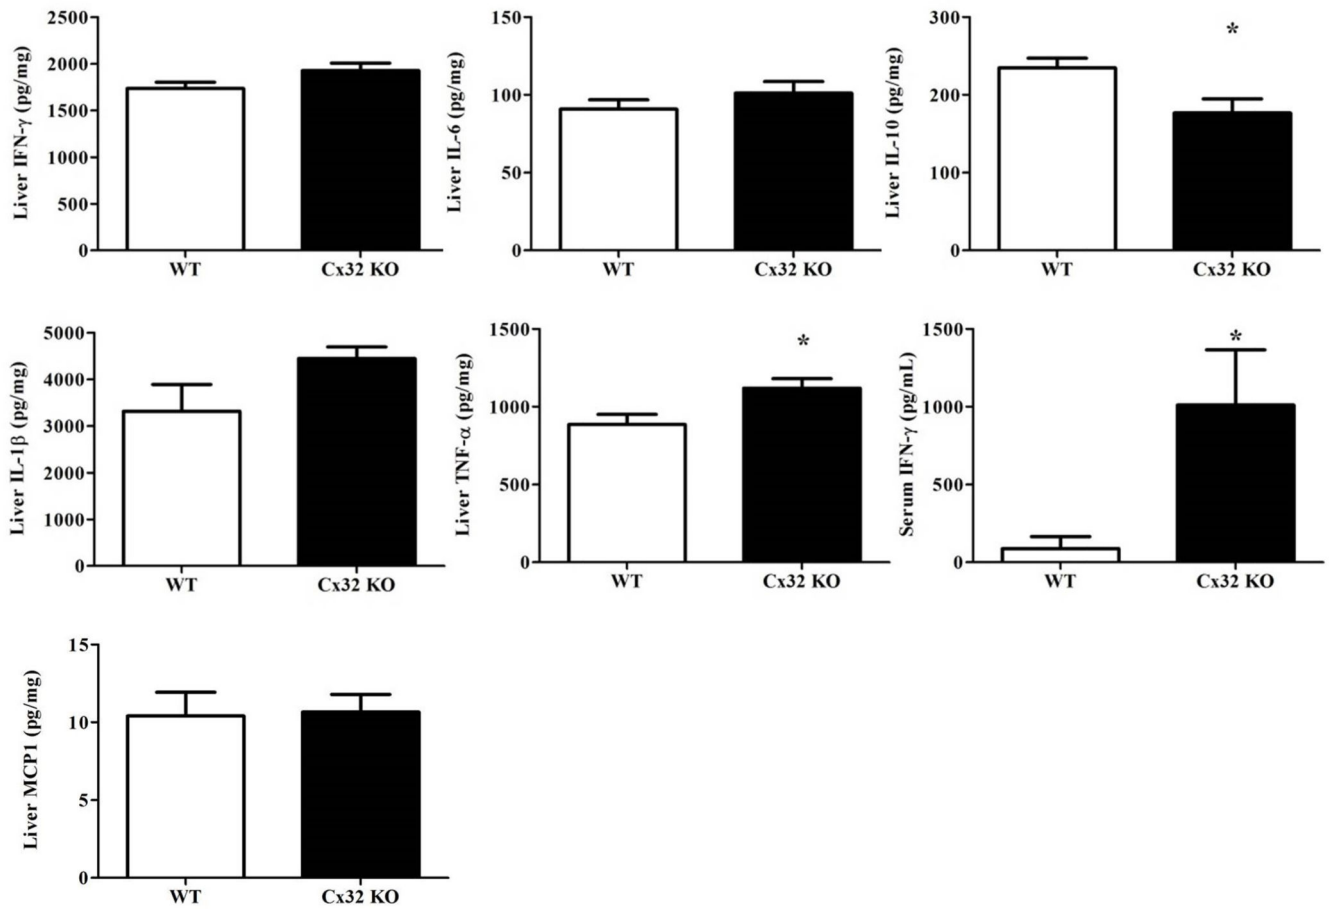 Liver IFN-γ (pg/mg)
2500
2000
1500
1000
500
0
WT
Cx32 KO
Liver IL-6 (pg/mg)
150
100
50
0
WT
Cx32 KO
Liver IL-10 (pg/mg)
300
200
100
0
*
WT
Cx32 KO
Liver IL-1β (pg/mg)
5000
4000
3000
2000
1000
0
WT
Cx32 KO
Liver TNF-α (pg/mg)
1500
1000
500
0
*
WT
Cx32 KO
Serum IFN-γ (pg/mL)
1500
1000
500
0
*
WT
Cx32 KO
Liver MCP1 (pg/mg)
15
10
5
0
WT
Cx32 KO